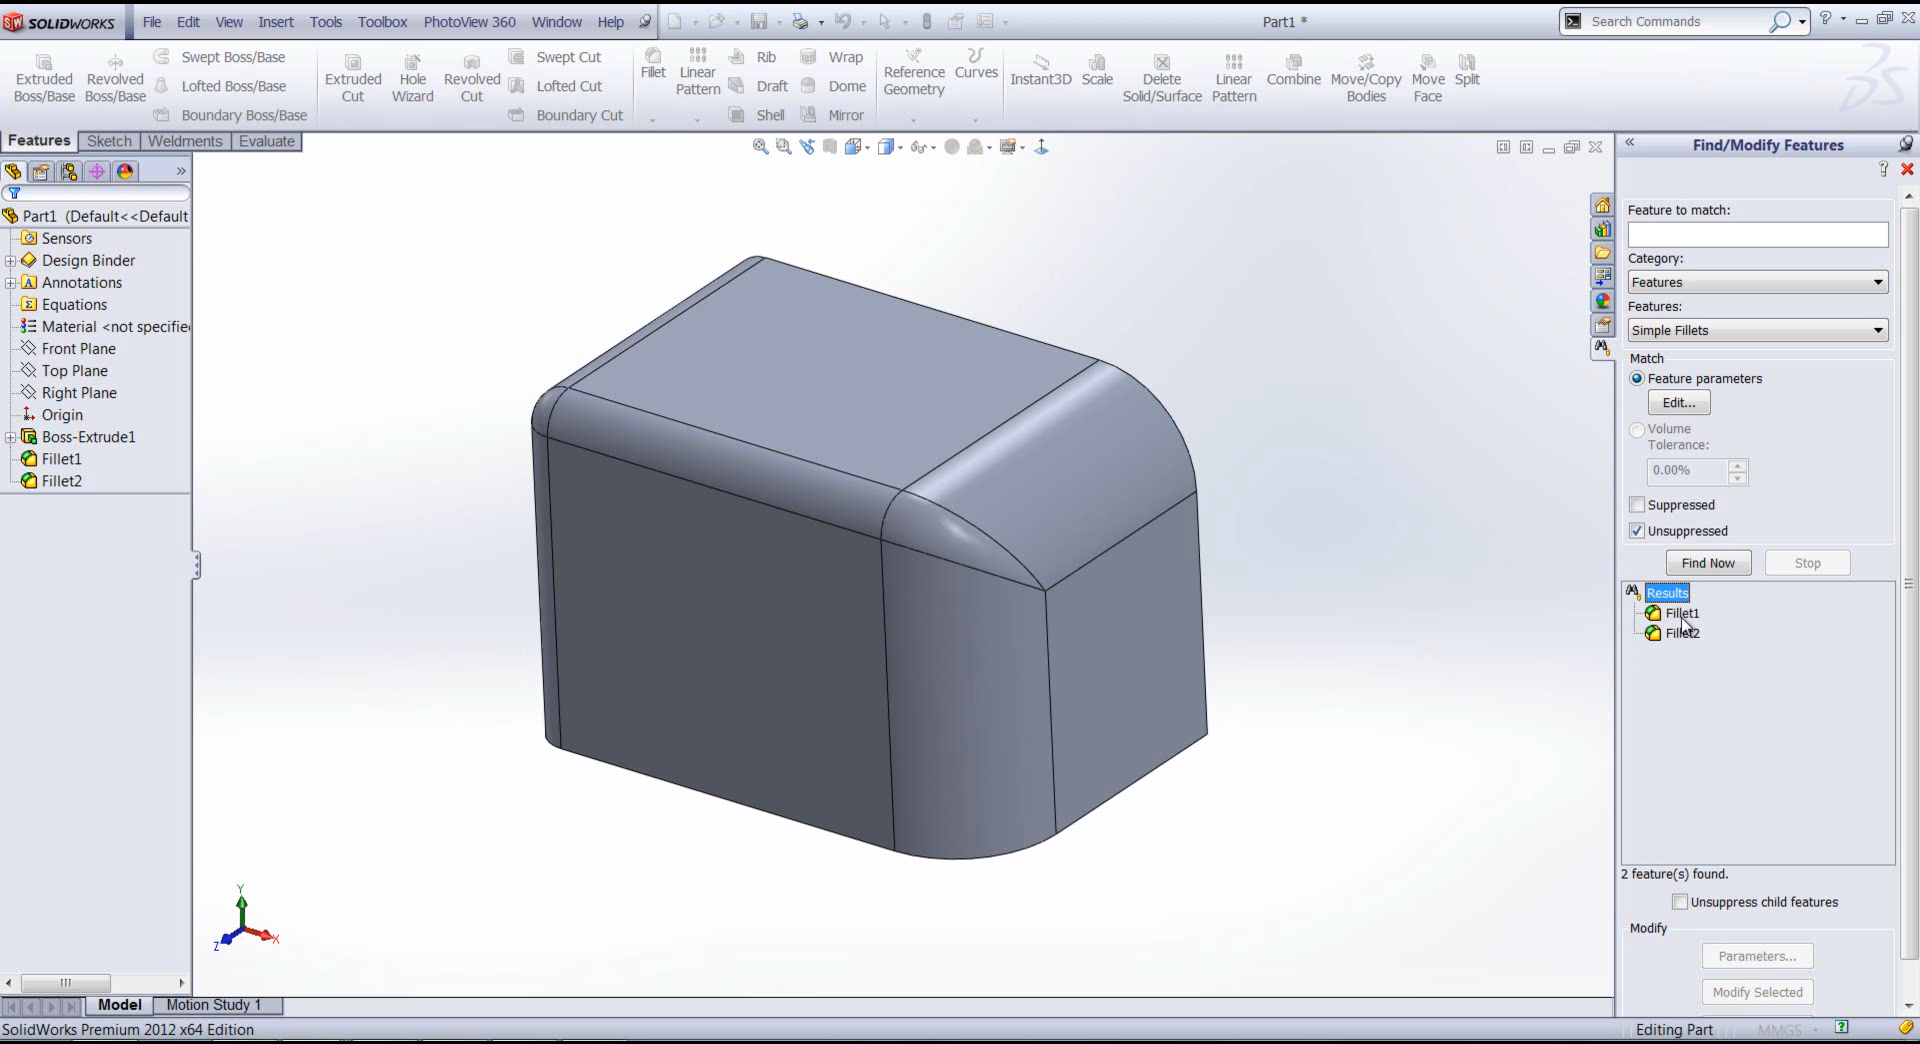 SOLIDWORKS File Edit View Insert Tools Toolbox PhotoView 360 Window Help Part1 * Search Commands
Extruded Boss/Base
Revolved Boss/Base
Swept Boss/Base
Lofted Boss/Base
Boundary Boss/Base
Extruded Cut
Hole Wizard
Revolved Cut
Swept Cut
Lofted Cut
Boundary Cut
Fillet
Linear Pattern
Rib
Draft
Shell
Wrap
Dome
Mirror
Reference Geometry
Curves
Instant3D
Scale
Delete Solid/Surface
Linear Pattern
Combine
Move/Copy Bodies
Move Face
Split
Features Sketch Weldments Evaluate
Part1 (Default<<Default
Sensors
Design Binder
Annotations
Equations
Material <not specifie
Front Plane
Top Plane
Right Plane
Origin
Boss-Extrude1
Fillet1
Fillet2
Y
Z
X
Find/Modify Features
Feature to match:
Category:
Features
Features:
Simple Fillets
Match
Feature parameters
Edit...
Volume
Tolerance:
0.00%
Suppressed
Unsuppressed
Find Now Stop
Results
Fillet1
Fillet2
2 feature(s) found.
Unsuppress child features
Modify
Parameters...
Modify Selected
Model Motion Study 1
SolidWorks Premium 2012 x64 Edition Editing Part MMGS